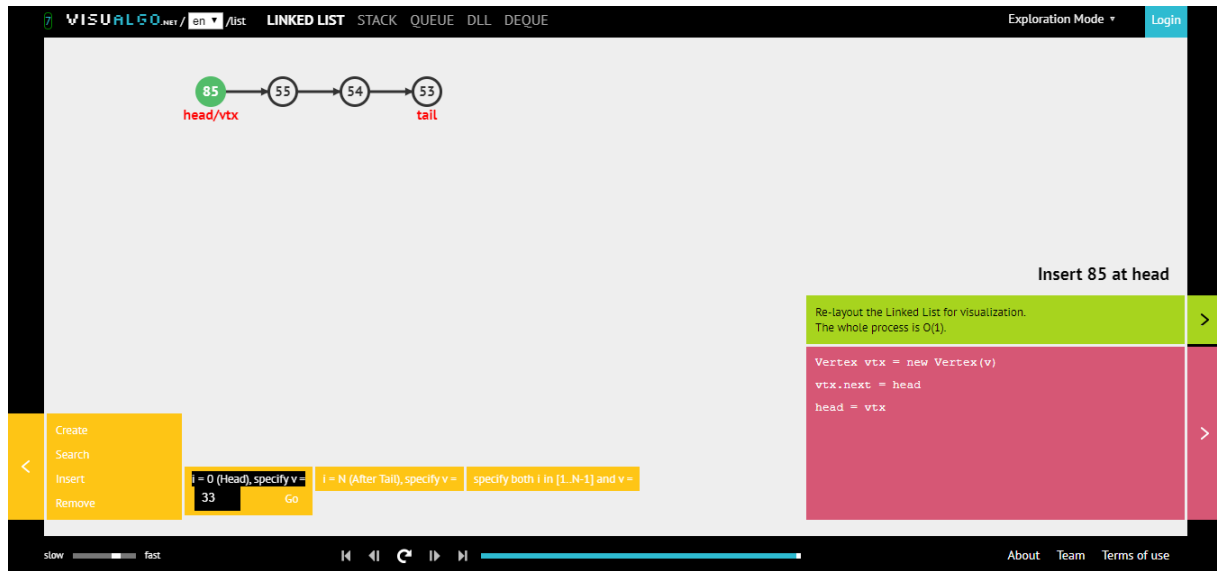 7 VISUALGO.NET / en /list LINKED LIST STACK QUEUE DLL DEQUE Exploration Mode Login
85 55 54 53
head/vtx tail
Insert 85 at head
Re-layout the Linked List for visualization.
The whole process is O(1).
Vertex vtx = new Vertex(v)
vtx.next = head
head = vtx
Create
Search
Insert
Remove
i = 0 (Head), specify v =
33 Go
i = N (After Tail), specify v =
specify both i in [1..N-1] and v =
slow fast
About Team Terms of use